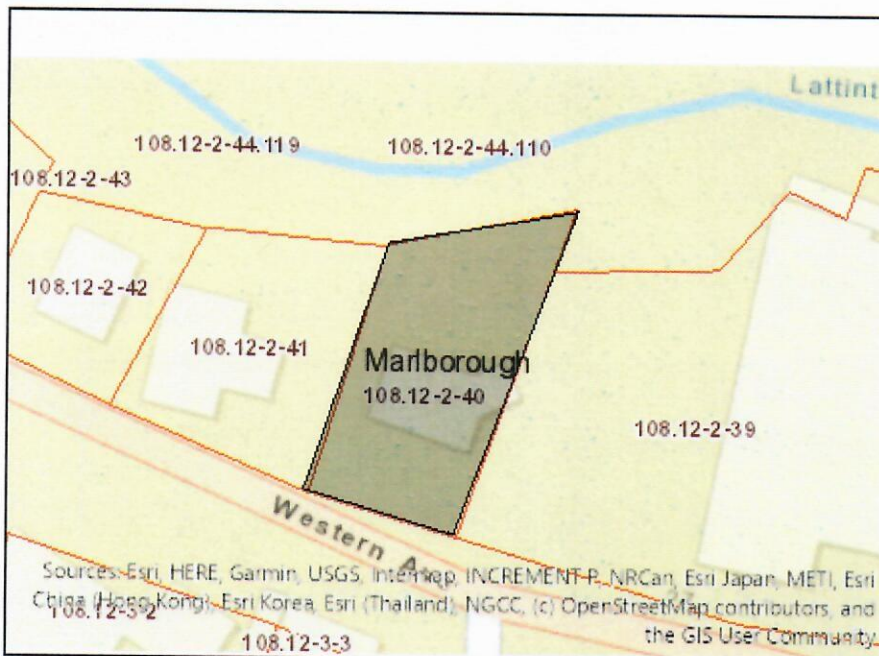 Lattint
108.12-2-44.119
108.12-2-44.110
108.12-2-43
108.12-2-42
108.12-2-41
Marlborough
108.12-2-40
108.12-2-39
Western
Sources: Esri, HERE, Garmin, USGS, Intermap, INCREMENT P, NRCan, Esri Japan, METI, Esri
China (Hong Kong), Esri Korea, Esri (Thailand), NGCC, (c) OpenStreetMap contributors, and
the GIS User Community
108.12-3-2
108.12-3-3